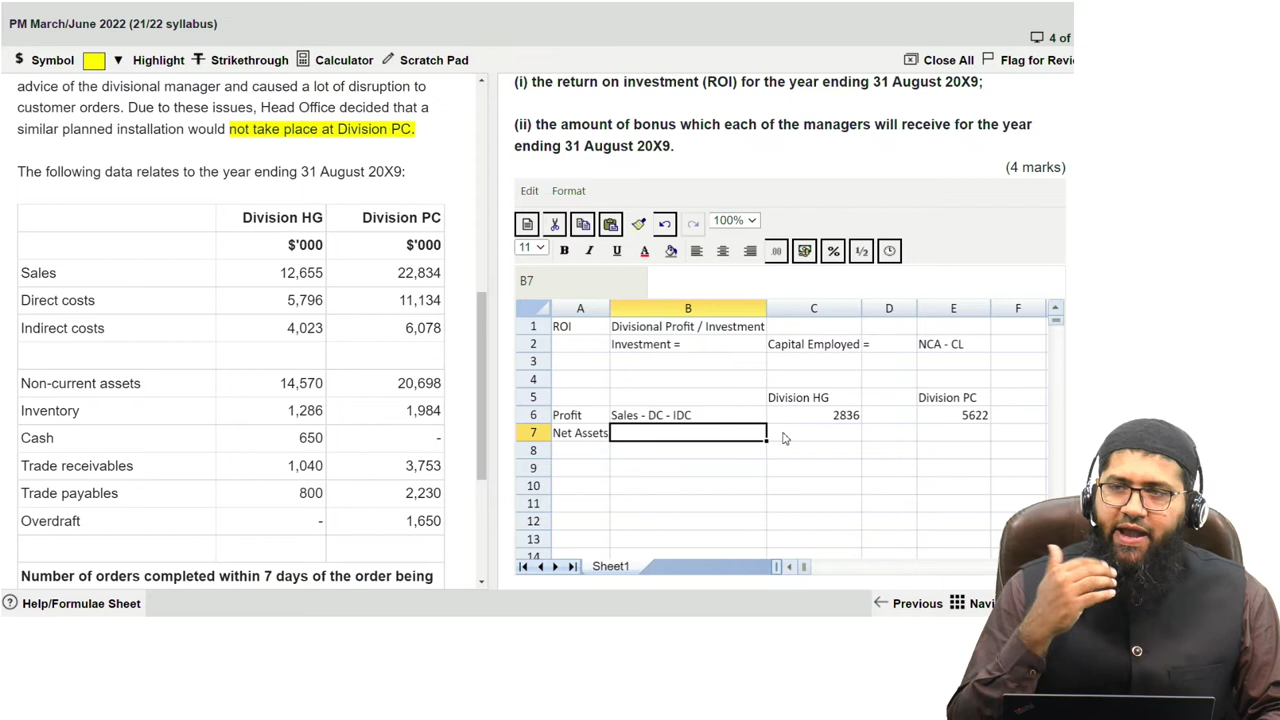 PM March/June 2022 (21/22 syllabus)
4 of
$ Symbol ▼ Highlight Strikethrough Calculator Scratch Pad
Close All Flag for Revie
advice of the divisional manager and caused a lot of disruption to
customer orders. Due to these issues, Head Office decided that a
similar planned installation would not take place at Division PC.
The following data relates to the year ending 31 August 20X9:
Division HG Division PC
$'000 $'000
Sales 12,655 22,834
Direct costs 5,796 11,134
Indirect costs 4,023 6,078
Non-current assets 14,570 20,698
Inventory 1,286 1,984
Cash 650 -
Trade receivables 1,040 3,753
Trade payables 800 2,230
Overdraft - 1,650
Number of orders completed within 7 days of the order being
(i) the return on investment (ROI) for the year ending 31 August 20X9;
(ii) the amount of bonus which each of the managers will receive for the year
ending 31 August 20X9.
(4 marks)
Edit Format
100%
11 B I U A .00 % 1/2
B7
A B C D E F
1 ROI Divisional Profit / Investment
2 Investment = Capital Employed = NCA - CL
3
4
5 Division HG Division PC
6 Profit Sales - DC - IDC 2836 5622
7 Net Assets
8
9
10
11
12
13
14
Sheet1
? Help/Formulae Sheet
Previous Navi